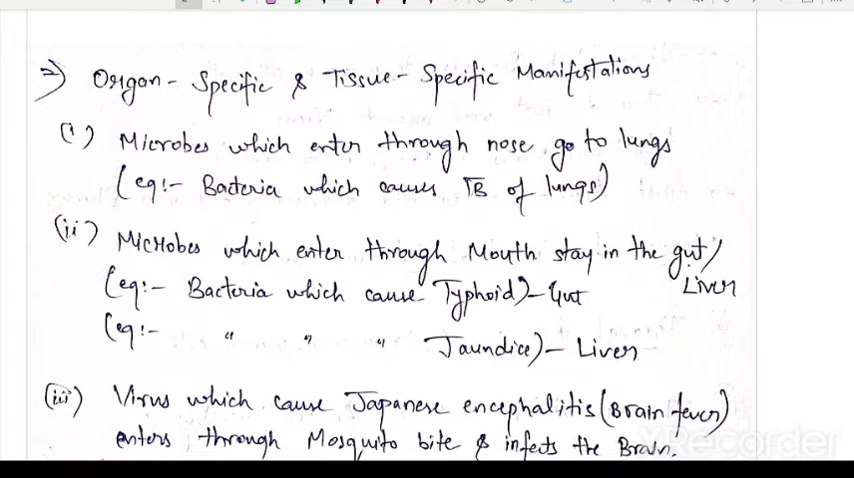 ⇒ Organ - Specific & Tissue - Specific Manifestations
(i) Microbes which enter through nose go to lungs
(eg:- Bacteria which causes TB of lungs)
(ii) Microbes which enter through Mouth stay in the gut/
Liver
(eg:- Bacteria which cause Typhoid) - Gut
(eg:- " " " Jaundice) - Liver
(iii) Virus which cause Japanese encephalitis (Brain fever)
enters through Mosquito bite & infects the Brain.
XRecorder